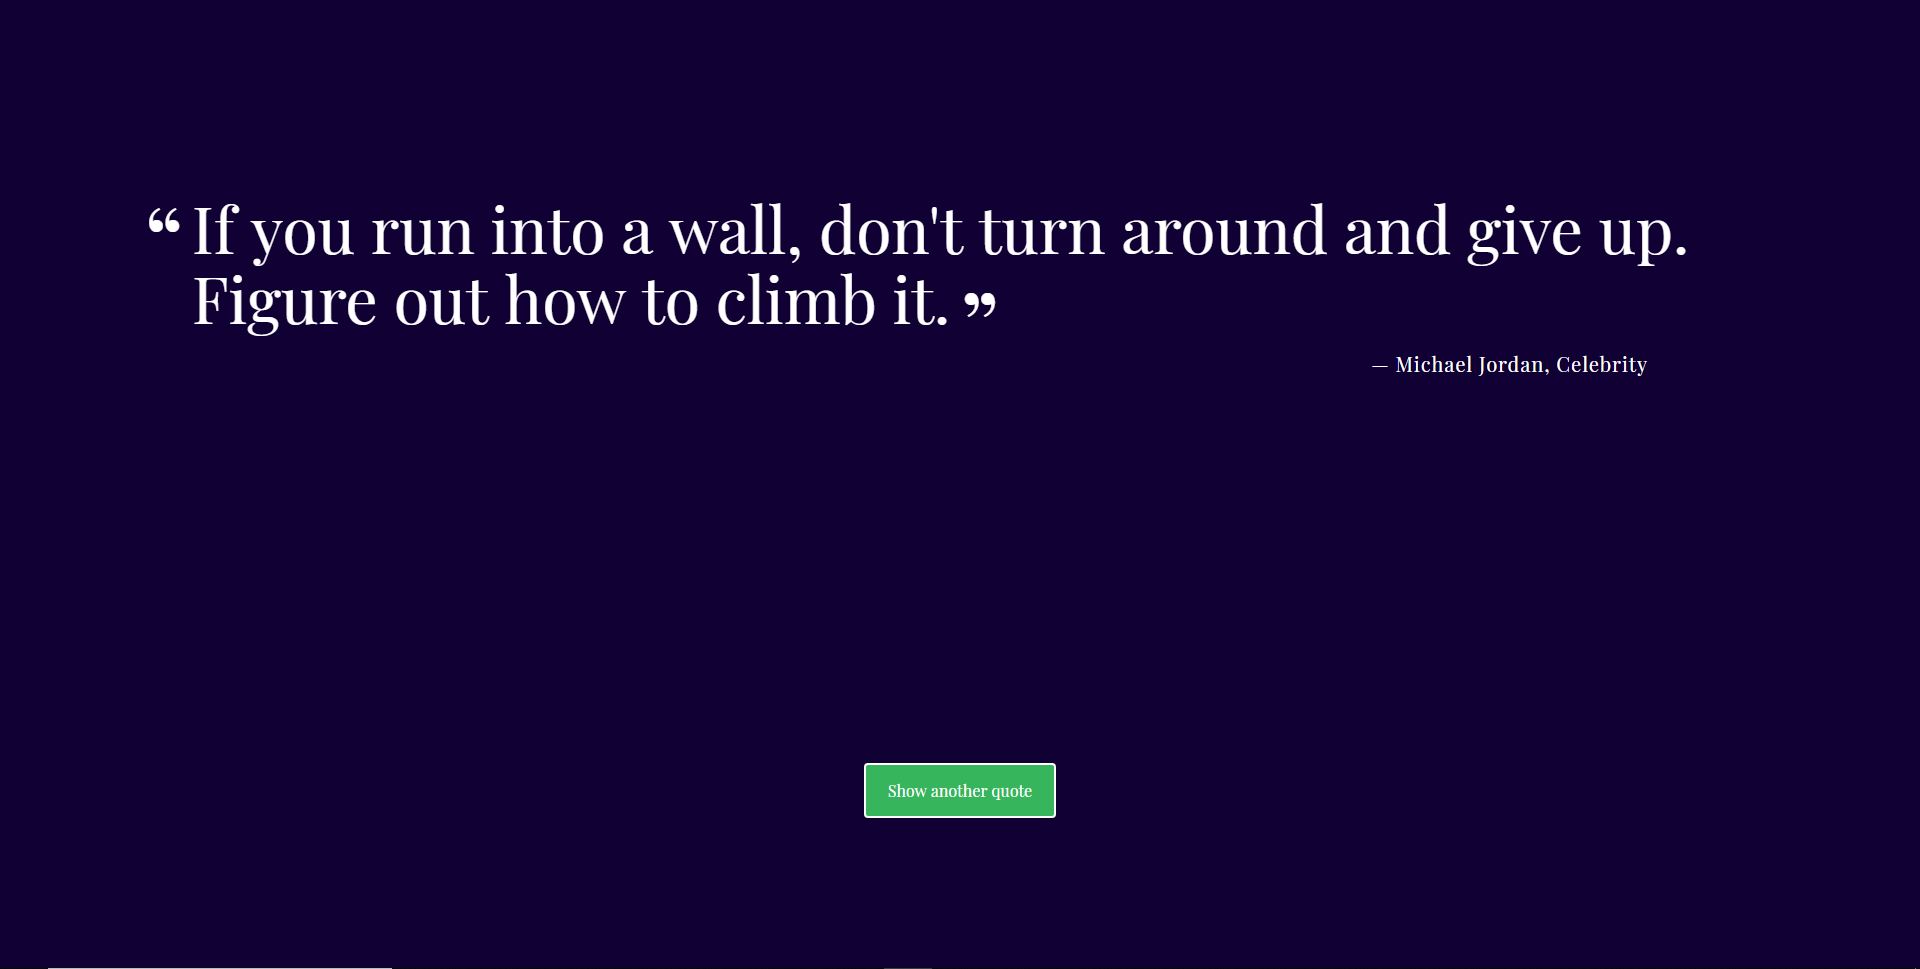 “ If you run into a wall, don't turn around and give up.
Figure out how to climb it. ”
— Michael Jordan, Celebrity
Show another quote